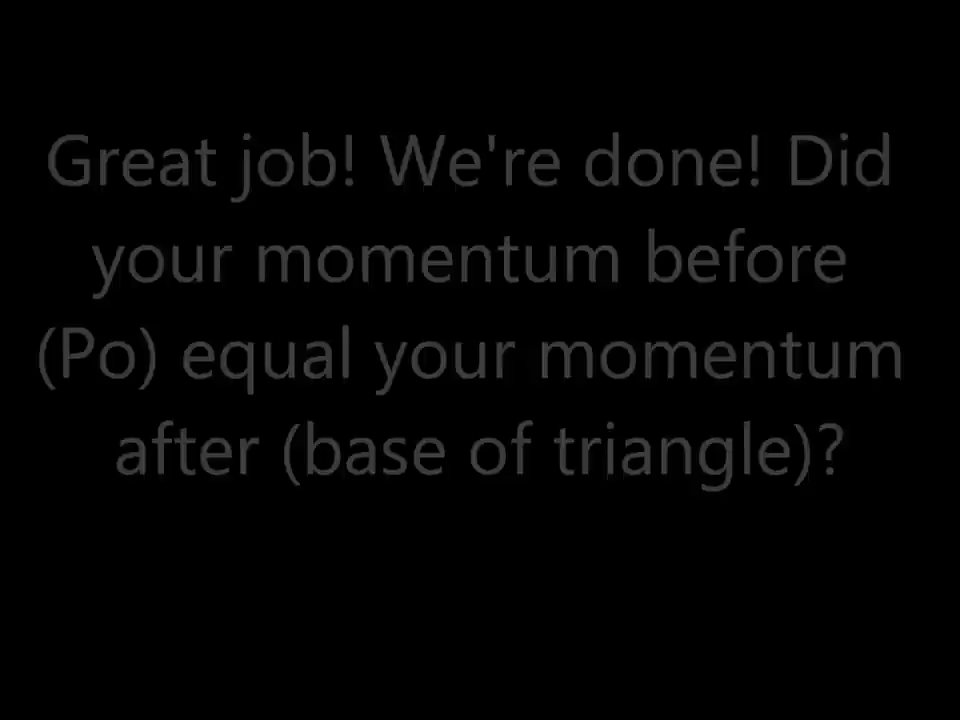 Great job! We're done! Did
your momentum before
(Po) equal your momentum
after (base of triangle)?